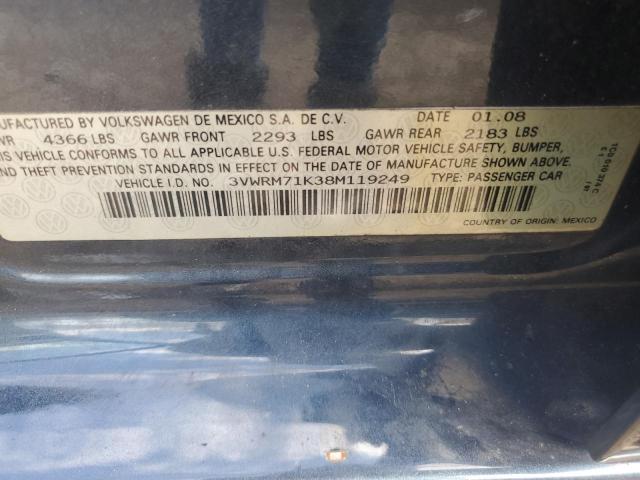 NUFACTURED BY VOLKSWAGEN DE MEXICO S.A. DE C.V. DATE 01.08
WR 4366 LBS GAWR FRONT 2293 LBS GAWR REAR 2183 LBS
IS VEHICLE CONFORMS TO ALL APPLICABLE U.S. FEDERAL MOTOR VEHICLE SAFETY, BUMPER,
AND THEFT PREVENTION STANDARDS IN EFFECT ON THE DATE OF MANUFACTURE SHOWN ABOVE.
VEHICLE I.D. NO. 3VWRM71K38M119249 TYPE: PASSENGER CAR
COUNTRY OF ORIGIN: MEXICO